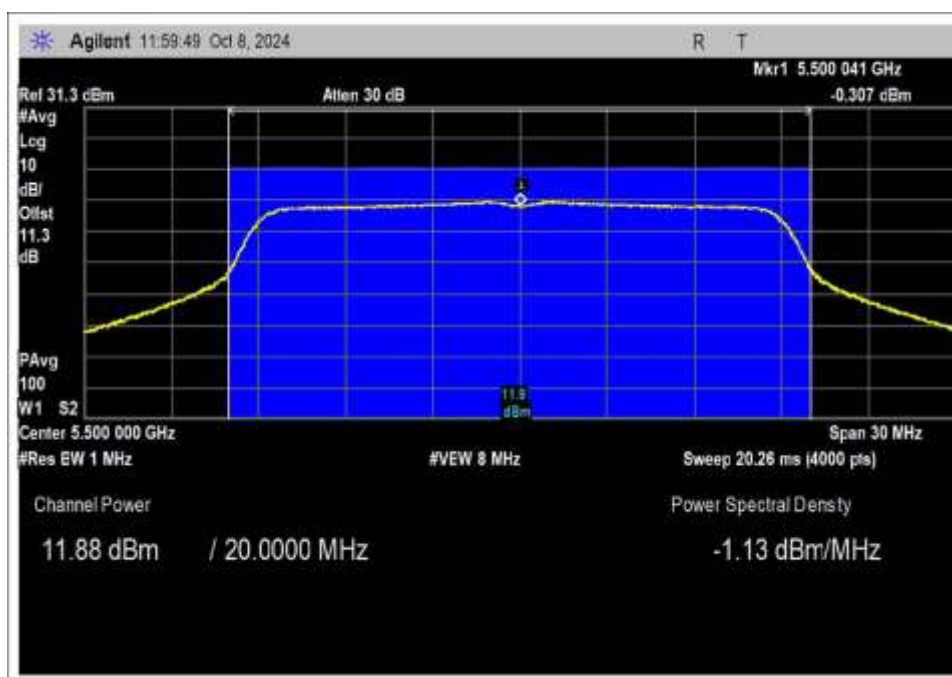 Agilent 11:59:49 Oct 8, 2024 R T
Mkr1 5.500 041 GHz
Ref 31.3 dBm Atten 30 dB -0.307 dBm
#Avg
Log
10
dB/
Offst
11.3
dB
1
PAvg
100
W1 S2
11.9
dBm
Center 5.500 000 GHz Span 30 MHz
#Res BW 1 MHz #VBW 8 MHz Sweep 20.26 ms (4000 pts)
Channel Power Power Spectral Density
11.88 dBm / 20.0000 MHz -1.13 dBm/MHz